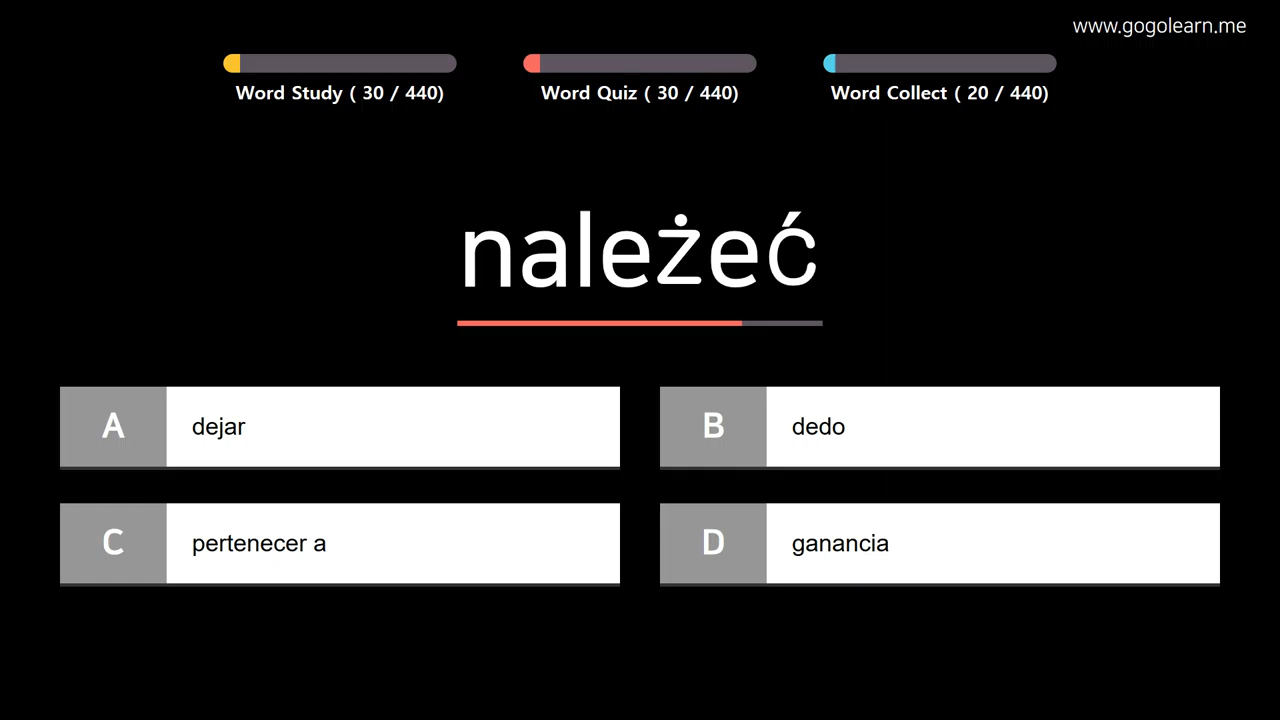 www.gogolearn.me
Word Study ( 30 / 440)
Word Quiz ( 30 / 440)
Word Collect ( 20 / 440)
należeć
A dejar
B dedo
C pertenecer a
D ganancia